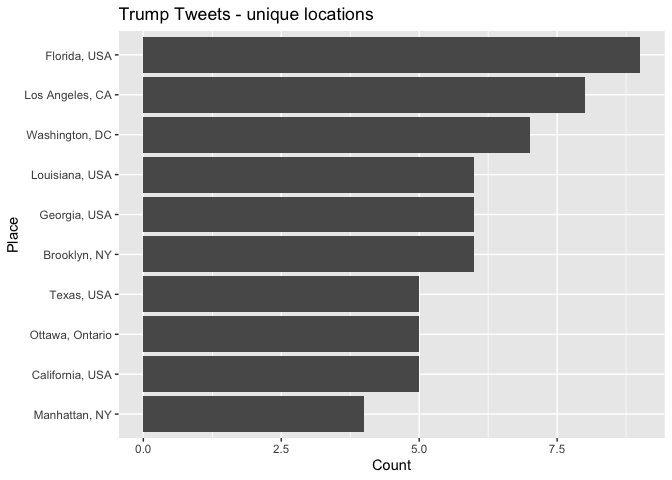 Trump Tweets - unique locations
Place
Florida, USA
Los Angeles, CA
Washington, DC
Louisiana, USA
Georgia, USA
Brooklyn, NY
Texas, USA
Ottawa, Ontario
California, USA
Manhattan, NY
0.0 2.5 5.0 7.5
Count